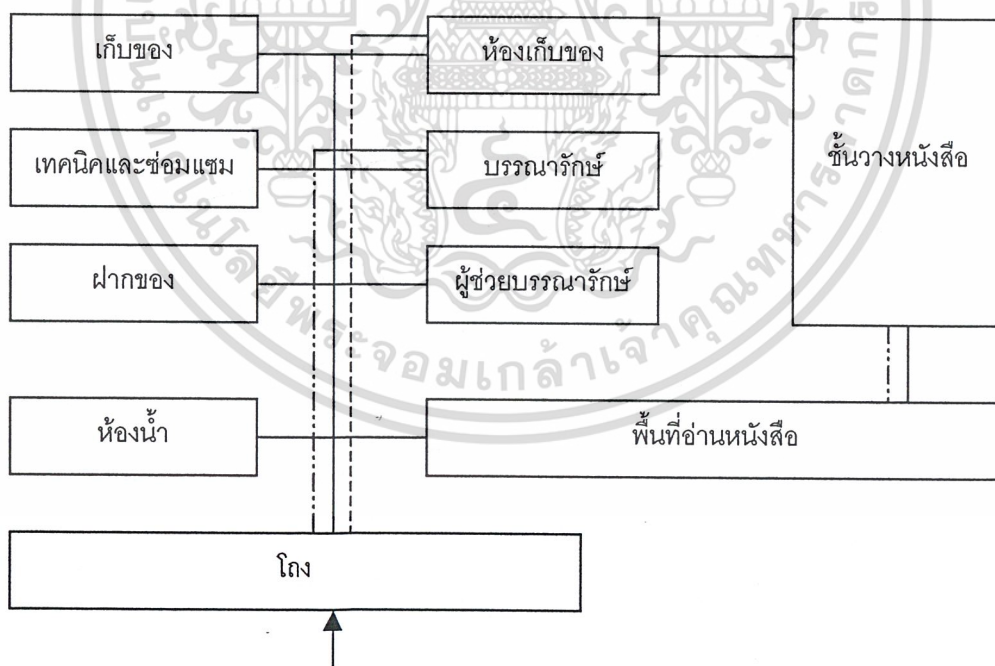 เก็บของ
ห้องเก็บของ
ชั้นวางหนังสือ
เทคนิคและซ่อมแซม
บรรณารักษ์
ฝากของ
ผู้ช่วยบรรณารักษ์
ห้องน้ำ
พื้นที่อ่านหนังสือ
โถง